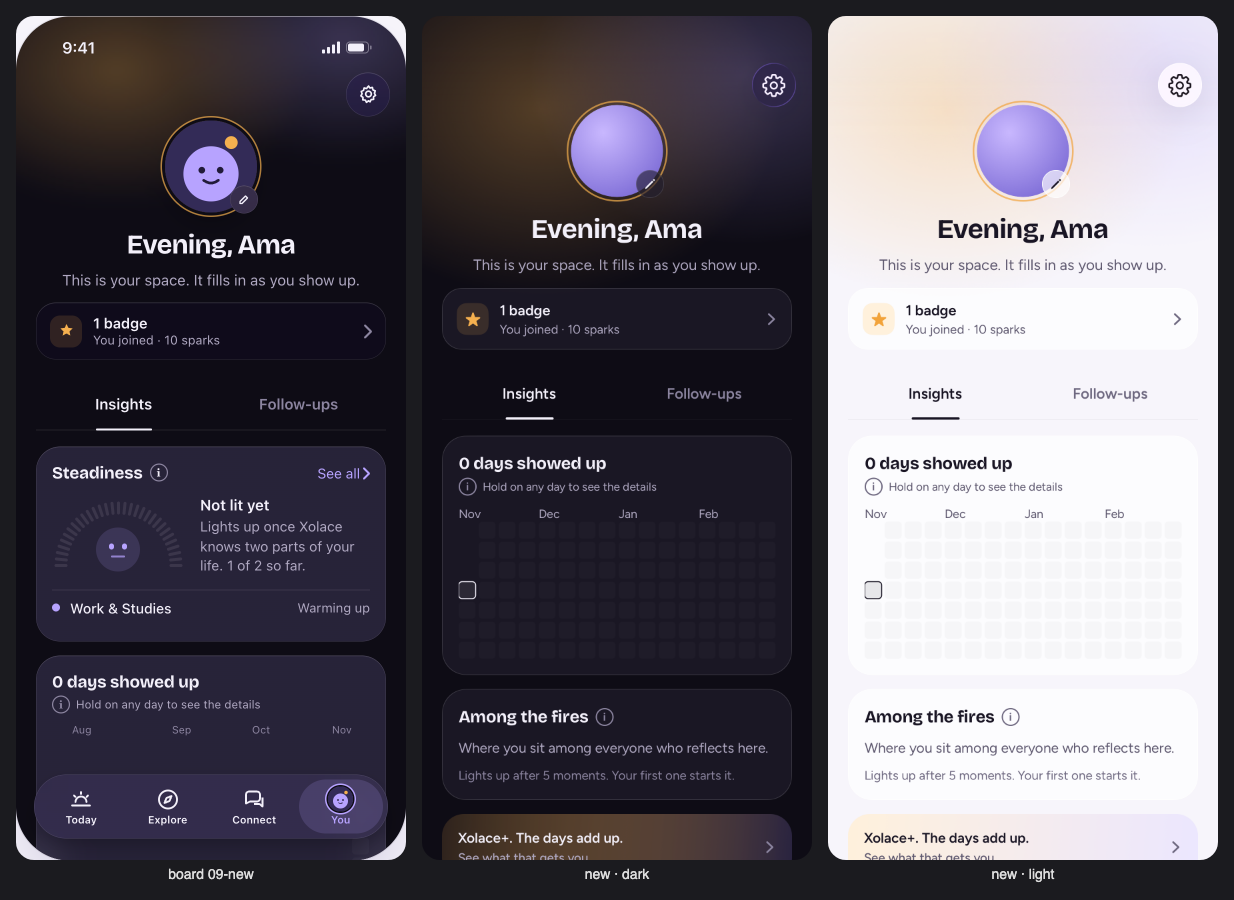 9:41
Evening, Ama
This is your space. It fills in as you show up.
1 badge
You joined · 10 sparks
Insights
Follow-ups
Steadiness
See all
Not lit yet
Lights up once Xolace
knows two parts of your
life. 1 of 2 so far.
Work & Studies
Warming up
0 days showed up
Hold on any day to see the details
Aug Sep Oct Nov
Today
Explore
Connect
You
board 09-new
Evening, Ama
This is your space. It fills in as you show up.
1 badge
You joined · 10 sparks
Insights
Follow-ups
0 days showed up
Hold on any day to see the details
Nov Dec Jan Feb
Among the fires
Where you sit among everyone who reflects here.
Lights up after 5 moments. Your first one starts it.
Xolace+. The days add up.
See what that gets you
new · dark
Evening, Ama
This is your space. It fills in as you show up.
1 badge
You joined · 10 sparks
Insights
Follow-ups
0 days showed up
Hold on any day to see the details
Nov Dec Jan Feb
Among the fires
Where you sit among everyone who reflects here.
Lights up after 5 moments. Your first one starts it.
Xolace+. The days add up.
See what that gets you
new · light